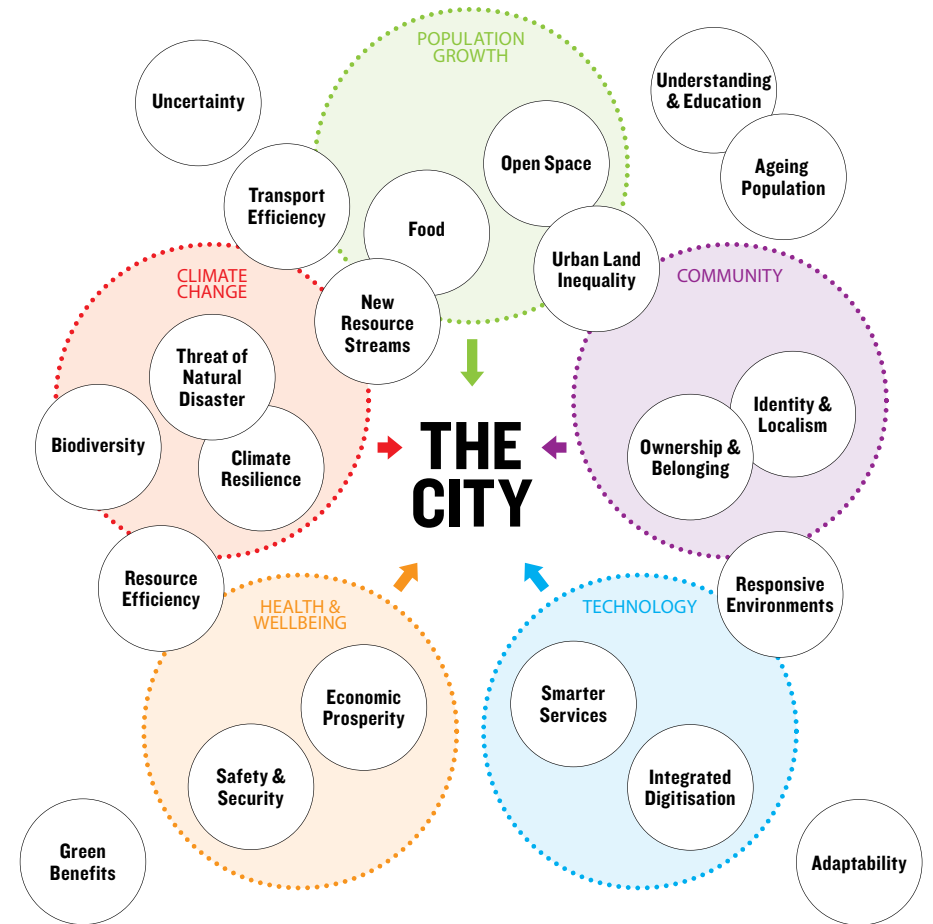 POPULATION
GROWTH
Uncertainty
Understanding
& Education
Open Space
Ageing
Population
Transport
Efficiency
Food
Urban Land
Inequality
CLIMATE
CHANGE
COMMUNITY
New
Resource
Streams
Threat of
Natural
Disaster
Identity &
Localism
Biodiversity
Climate
Resilience
THE
CITY
Ownership &
Belonging
Resource
Efficiency
Responsive
Environments
HEALTH &
WELLBEING
TECHNOLOGY
Economic
Prosperity
Smarter
Services
Safety &
Security
Integrated
Digitisation
Green
Benefits
Adaptability